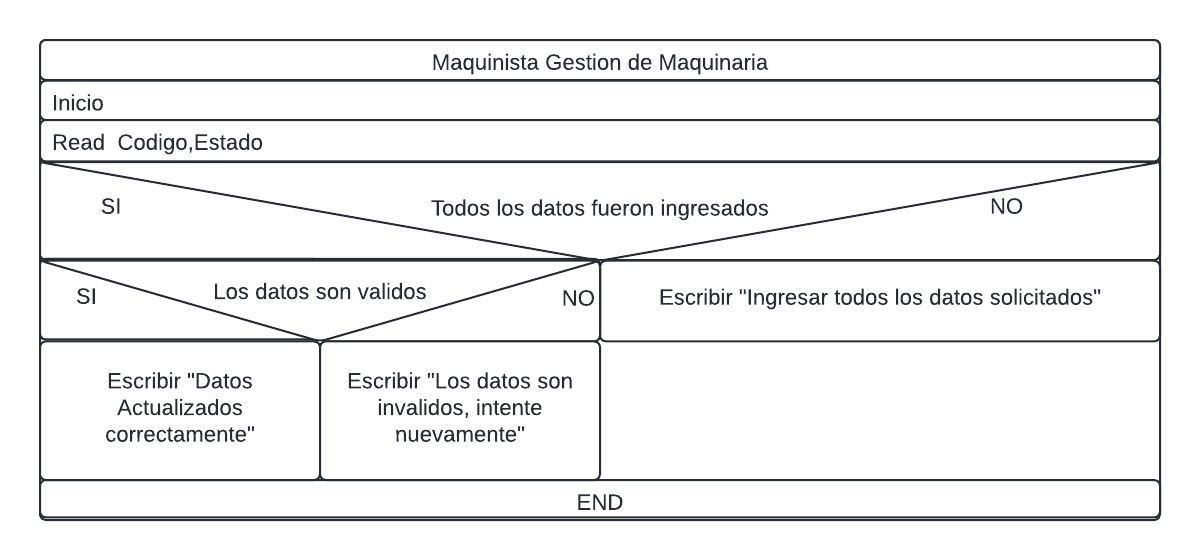 Maquinista Gestion de Maquinaria
Inicio
Read  Codigo,Estado
SI
Todos los datos fueron ingresados
NO
SI
Los datos son validos
NO
Escribir "Ingresar todos los datos solicitados"
Escribir "Datos
Actualizados
correctamente"
Escribir "Los datos son
invalidos, intente
nuevamente"
END